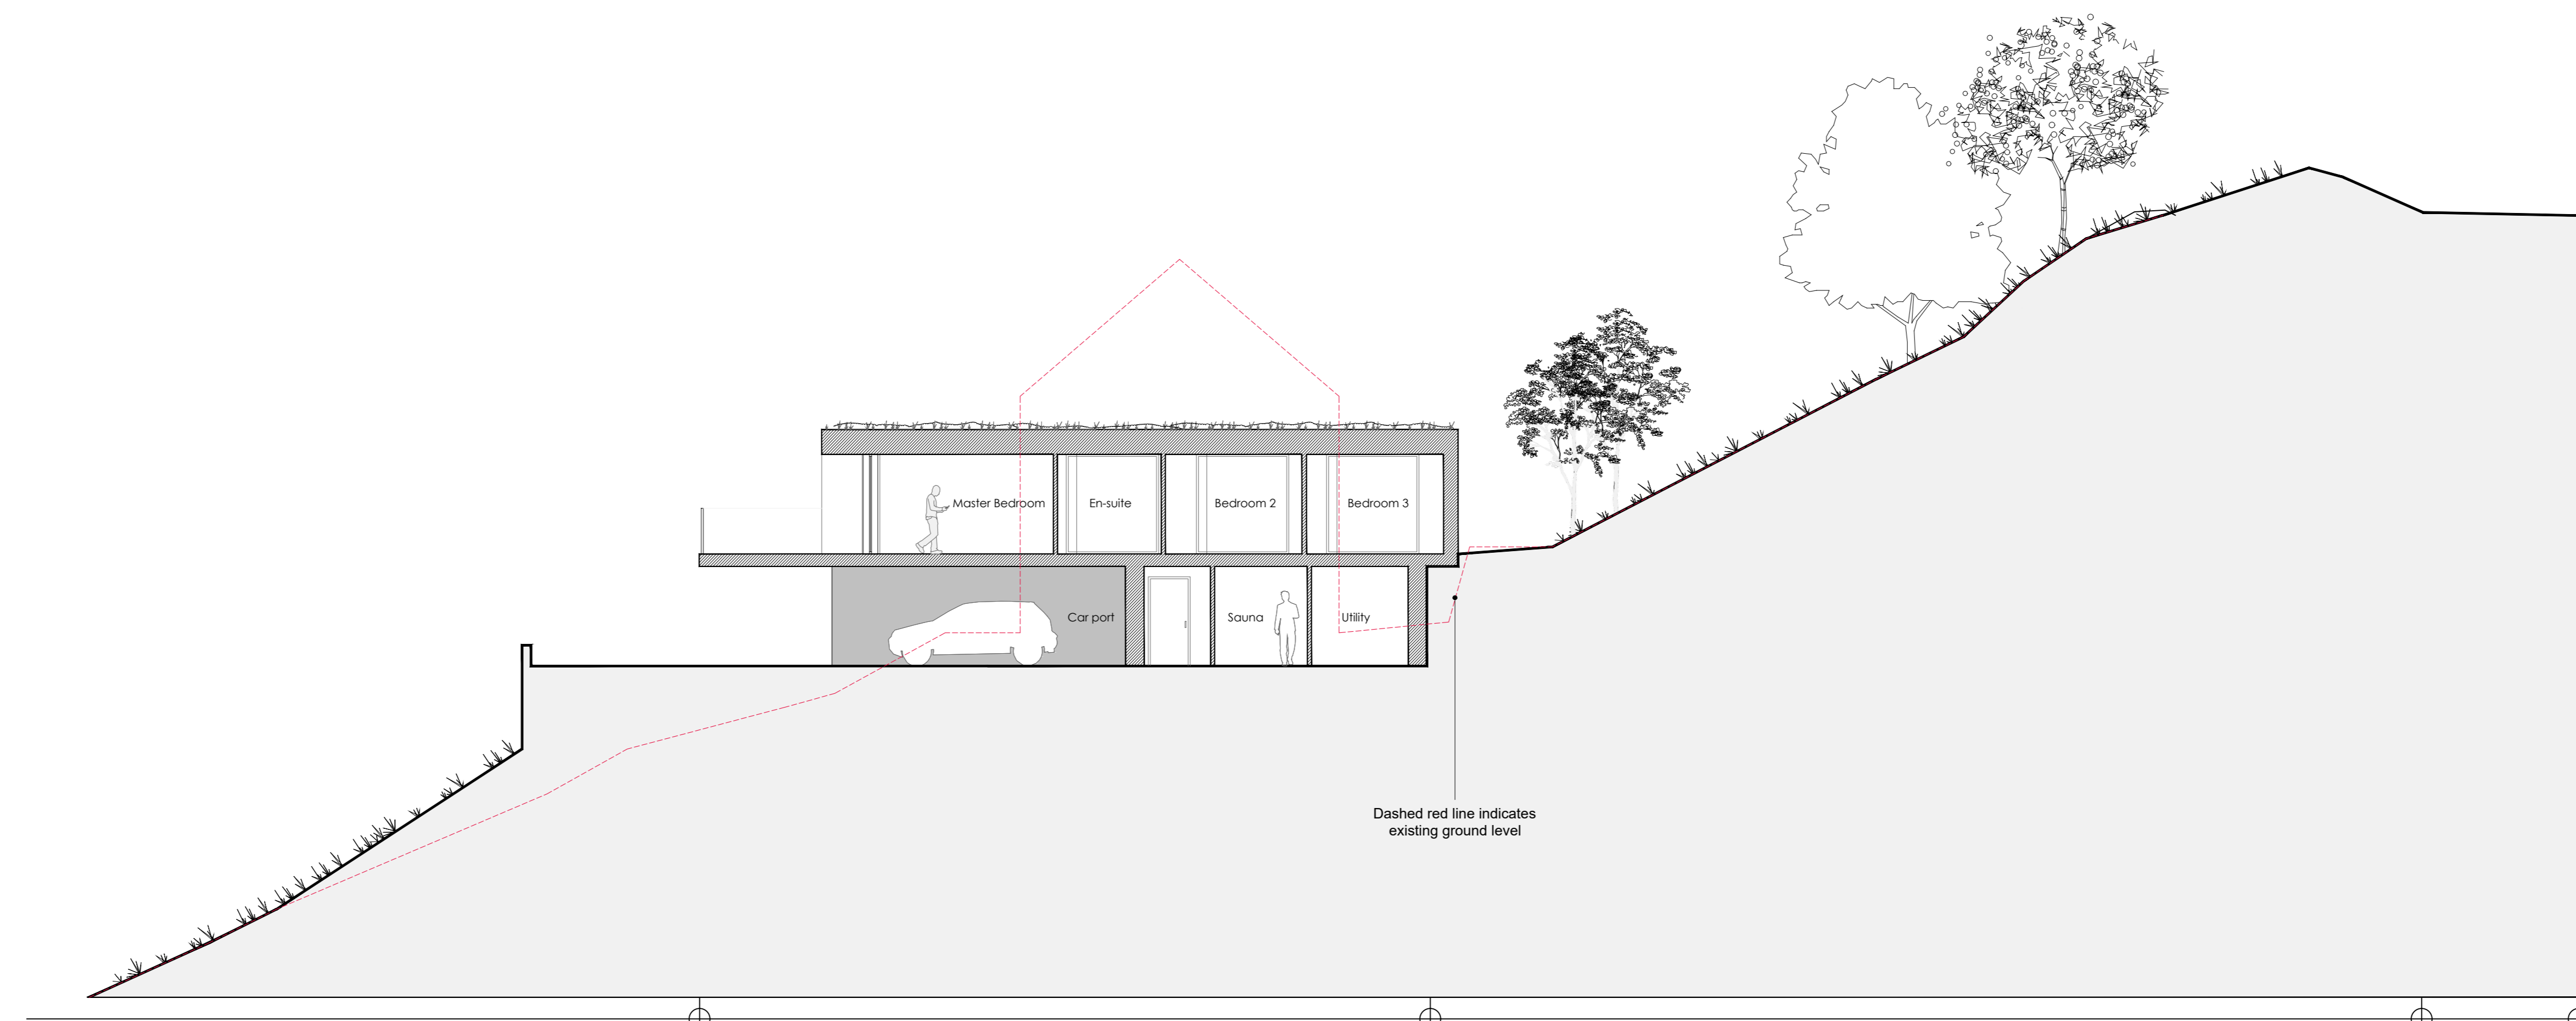 Master Bedroom
En-suite
Bedroom 2
Bedroom 3
Car port
Sauna
Utility
Dashed red line indicates
existing ground level